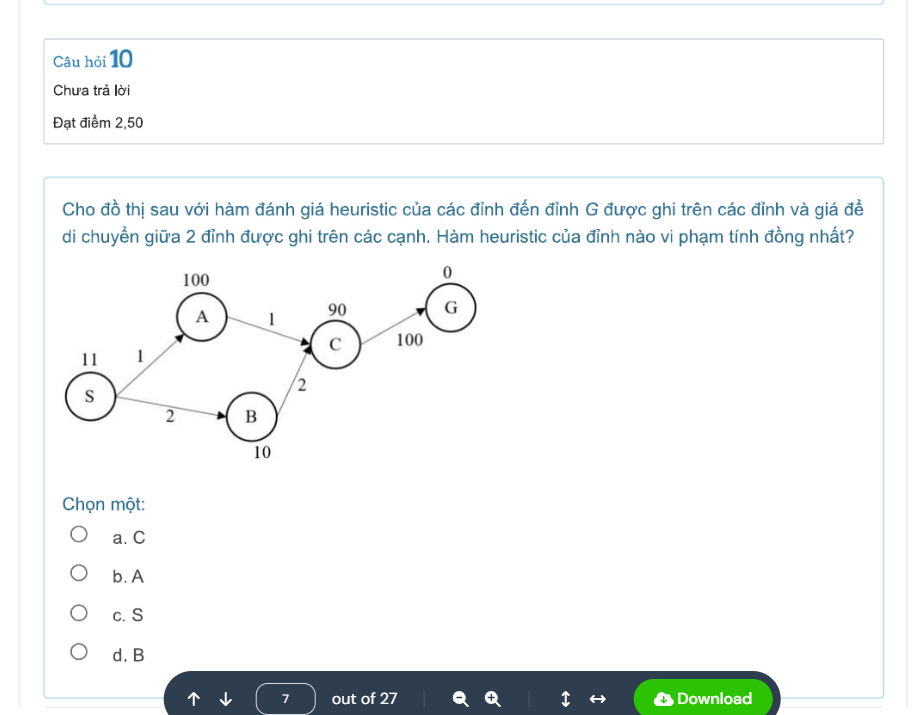 Câu hỏi 10
Chưa trả lời
Đạt điểm 2,50
Cho đồ thị sau với hàm đánh giá heuristic của các đỉnh đến đỉnh G được ghi trên các đỉnh và giá để
di chuyển giữa 2 đỉnh được ghi trên các cạnh. Hàm heuristic của đỉnh nào vi phạm tính đồng nhất?
100
A
1
90
C
0
G
100
11
S
1
2
B
10
2
Chọn một:
a. C
b. A
c. S
d. B
7 out of 27 Download